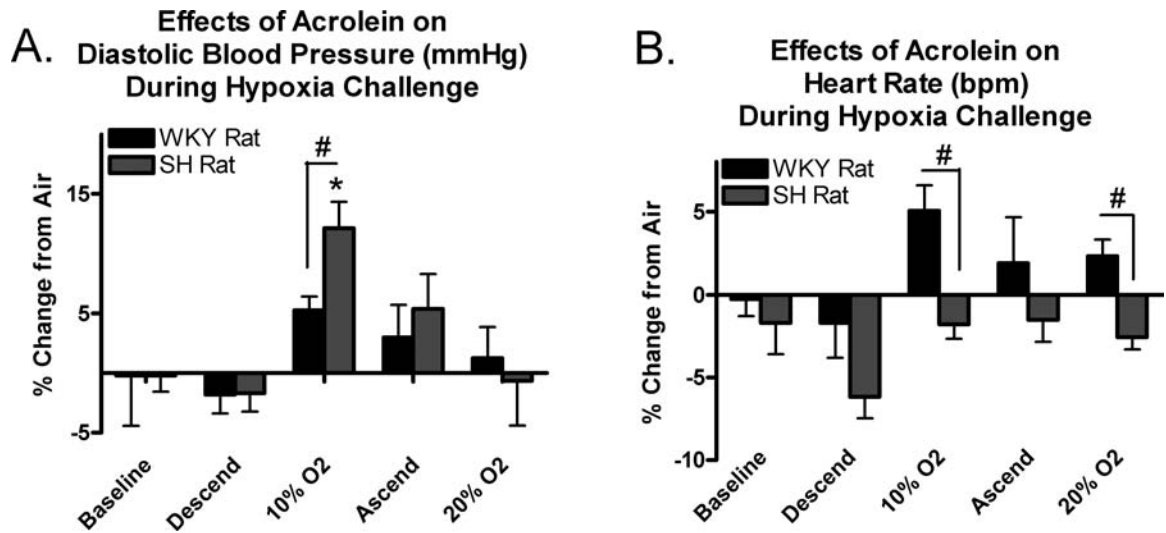 A.
Effects of Acrolein on
Diastolic Blood Pressure (mmHg)
During Hypoxia Challenge
WKY Rat
SH Rat
#
*
15
5
-5
% Change from Air
Baseline
Descend
10% O2
Ascend
20% O2
B.
Effects of Acrolein on
Heart Rate (bpm)
During Hypoxia Challenge
WKY Rat
SH Rat
#
#
5
0
-5
-10
% Change from Air
Baseline
Descend
10% O2
Ascend
20% O2